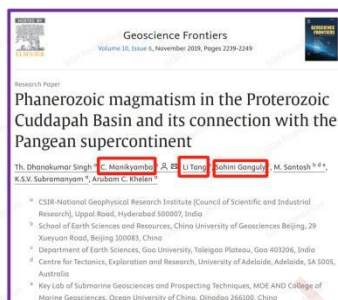 HOSTED BY
ELSEVIER
Geoscience Frontiers
Volume 10, Issue 6, November 2019, Pages 2239-2249
GEOSCIENCE
FRONTIERS
Research Paper
Phanerozoic magmatism in the Proterozoic
Cuddapah Basin and its connection with the
Pangean supercontinent
Th. Dhanakumar Singh a, C. Manikyamba a, Li Tang b, Sohini Ganguly c, M. Santosh b d e,
K.S.V. Subramanyam a, Arubam C. Khelen a
a CSIR-National Geophysical Research Institute (Council of Scientific and Industrial
Research), Uppal Road, Hyderabad 500007, India
b School of Earth Sciences and Resources, China University of Geosciences Beijing, 29
Xueyuan Road, Beijing 100083, China
c Department of Earth Sciences, Goa University, Taleigao Plateau, Goa 403206, India
d Centre for Tectonics, Exploration and Research, University of Adelaide, Adelaide, SA 5005,
Australia
e Key Lab of Submarine Geosciences and Prospecting Techniques, MOE AND College of
Marine Geosciences, Ocean University of China, Qingdao 266100, China